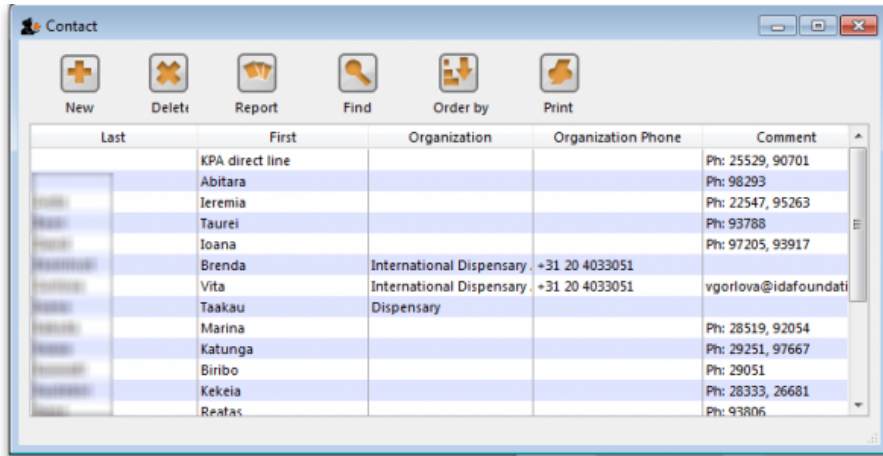 Contact
New Delete Report Find Order by Print
Last First Organization Organization Phone Comment
KPA direct line Ph: 25529, 90701
Abitara Ph: 98293
Ieremia Ph: 22547, 95263
Taurei Ph: 93788
Ioana Ph: 97205, 93917
Brenda International Dispensary . +31 20 4033051
Vita International Dispensary . +31 20 4033051 vgorlova@idafoundati
Taakau Dispensary
Marina Ph: 28519, 92054
Katunga Ph: 29251, 97667
Biribo Ph: 29051
Kekeia Ph: 28333, 26681
Reatas Ph: 93806